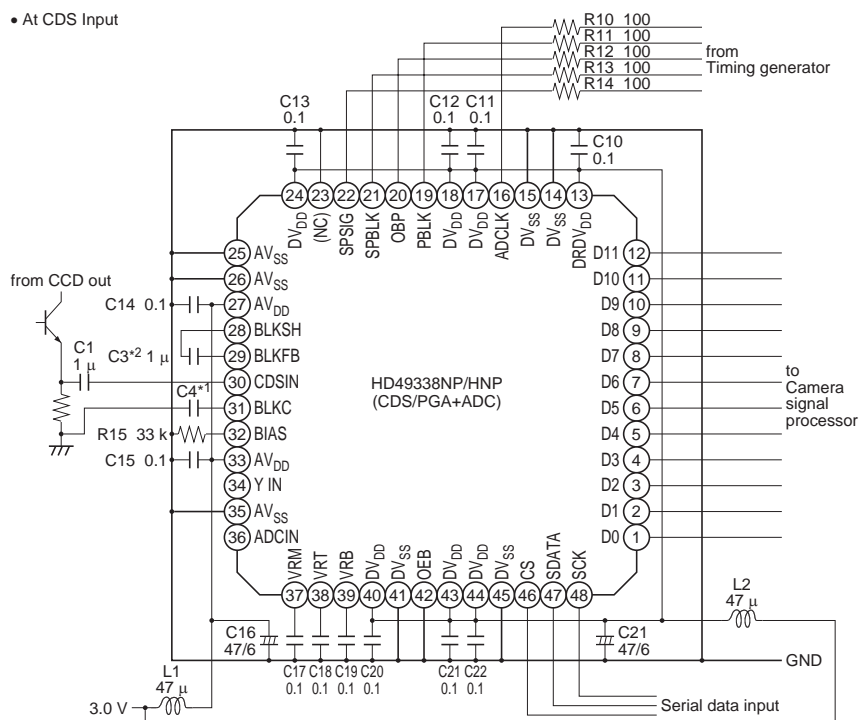 • At CDS Input
R10 100
R11 100
R12 100
R13 100
R14 100
from
Timing generator
C13
0.1
C12
0.1
C11
0.1
C10
0.1
24 23 22 21 20 19 18 17 16 15 14 13
DVDD (NC) SPSIG SPBLK OBP PBLK DVDD DVDD ADCLK DVSS DVSS DRDVDD
25 AVSS
26 AVSS
27 AVDD
28 BLKSH
29 BLKFB
30 CDSIN
31 BLKC
32 BIAS
33 AVDD
34 Y IN
35 AVSS
36 ADCIN
from CCD out
C14 0.1
C1
1 μ
C3*2 1 μ
C4*1
R15 33 k
C15 0.1
HD49338NP/HNP
(CDS/PGA+ADC)
D11 12
D10 11
D9 10
D8 9
D7 8
D6 7
D5 6
D4 5
D3 4
D2 3
D1 2
D0 1
to
Camera
signal
processor
VRM VRT VRB DVDD DVSS OEB DVDD DVDD DVSS CS SDATA SCK
37 38 39 40 41 42 43 44 45 46 47 48
L2
47 μ
C16
47/6
C17
0.1
C18
0.1
C19
0.1
C20
0.1
C21
0.1
C22
0.1
C21
47/6
GND
L1
47 μ
3.0 V
Serial data input